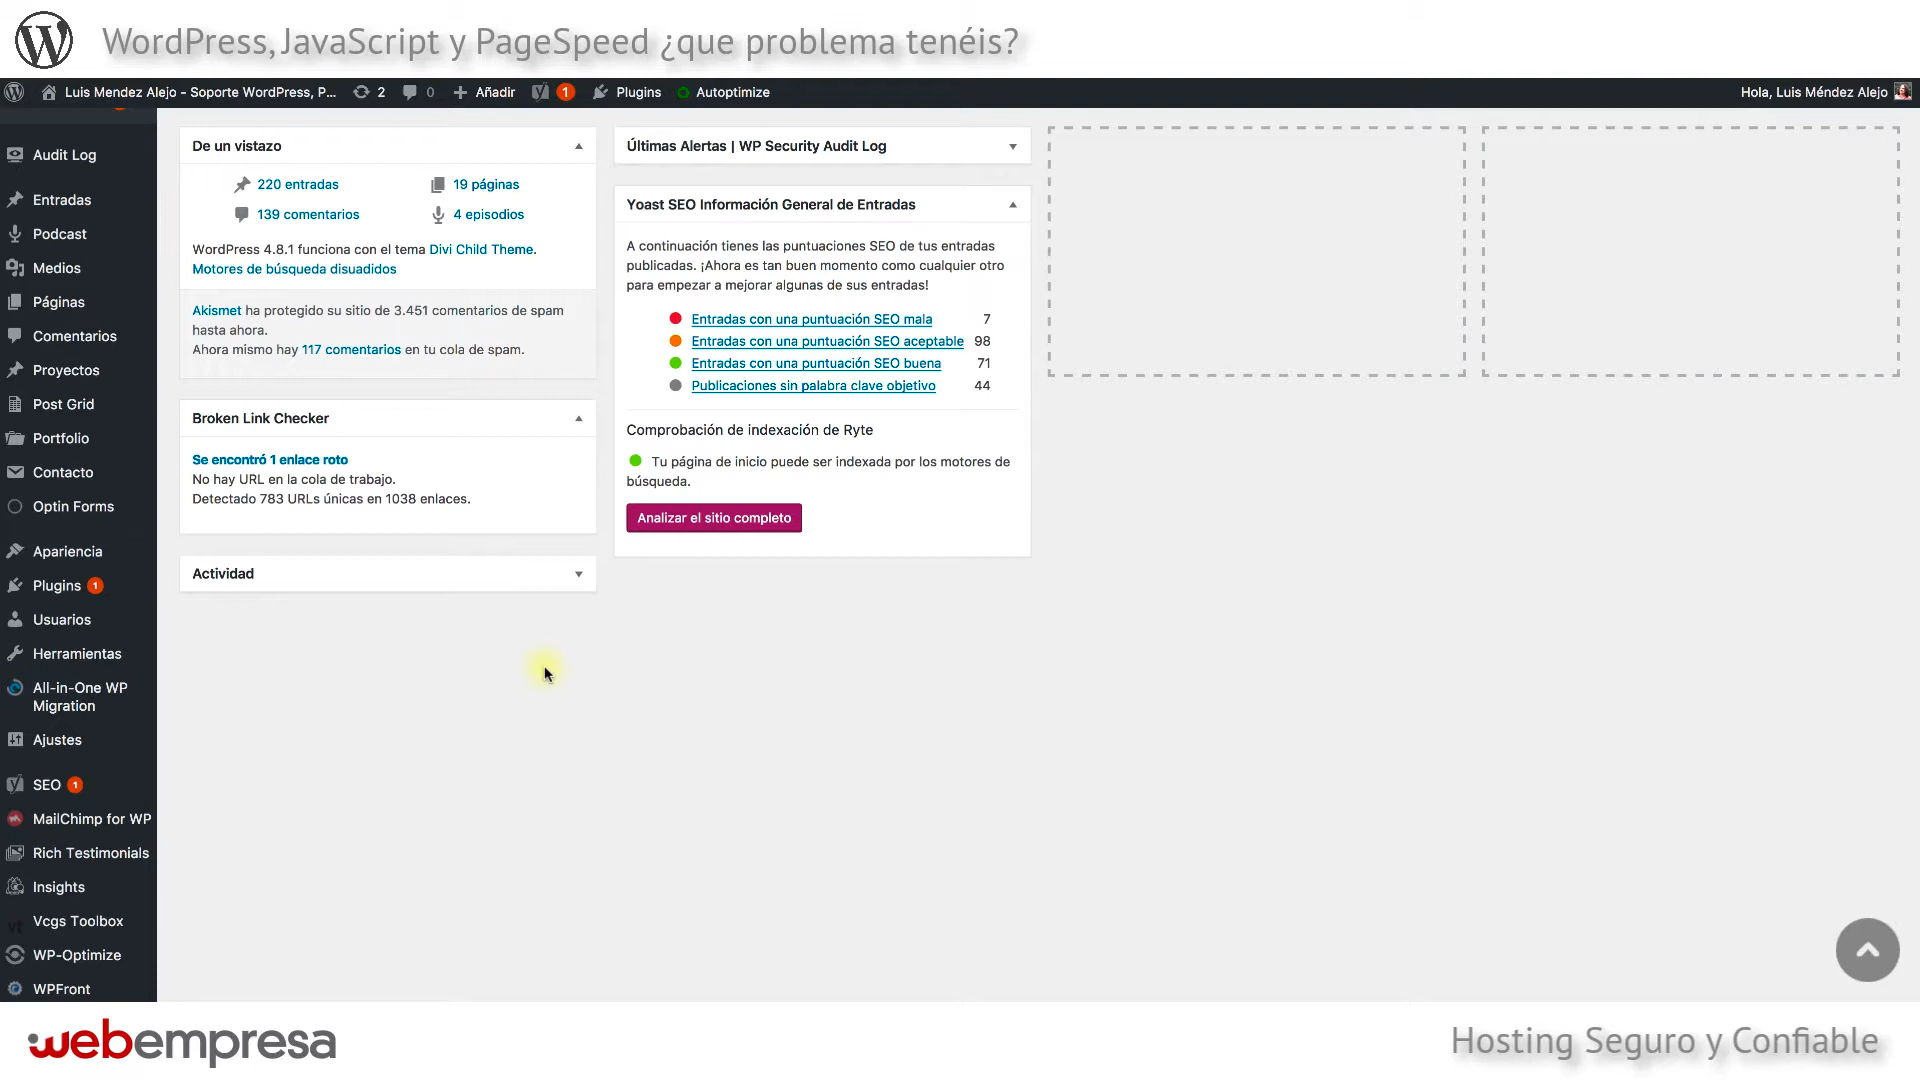 WordPress, JavaScript y PageSpeed ¿que problema tenéis?
Luis Mendez Alejo - Soporte WordPress, P... 2 0 Añadir 1 Plugins Autoptimize Hola, Luis Méndez Alejo
Audit Log
Entradas
Podcast
Medios
Páginas
Comentarios
Proyectos
Post Grid
Portfolio
Contacto
Optin Forms
Apariencia
Plugins 1
Usuarios
Herramientas
All-in-One WP
Migration
Ajustes
SEO 1
MailChimp for WP
Rich Testimonials
Insights
Vcgs Toolbox
WP-Optimize
WPFront
De un vistazo
220 entradas 19 páginas
139 comentarios 4 episodios
WordPress 4.8.1 funciona con el tema Divi Child Theme.
Motores de búsqueda disuadidos
Akismet ha protegido su sitio de 3.451 comentarios de spam
hasta ahora.
Ahora mismo hay 117 comentarios en tu cola de spam.
Broken Link Checker
Se encontró 1 enlace roto
No hay URL en la cola de trabajo.
Detectado 783 URLs únicas en 1038 enlaces.
Actividad
Últimas Alertas | WP Security Audit Log
Yoast SEO Información General de Entradas
A continuación tienes las puntuaciones SEO de tus entradas
publicadas. ¡Ahora es tan buen momento como cualquier otro
para empezar a mejorar algunas de sus entradas!
Entradas con una puntuación SEO mala 7
Entradas con una puntuación SEO aceptable 98
Entradas con una puntuación SEO buena 71
Publicaciones sin palabra clave objetivo 44
Comprobación de indexación de Ryte
Tu página de inicio puede ser indexada por los motores de
búsqueda.
Analizar el sitio completo
webempresa
Hosting Seguro y Confiable